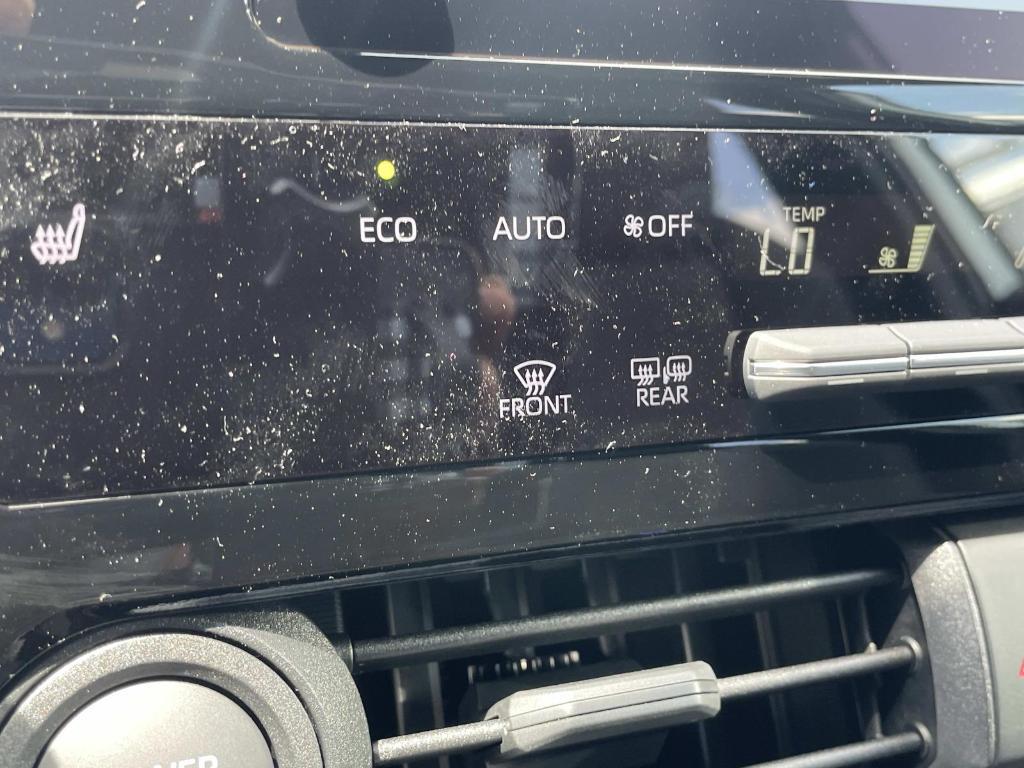 ECO AUTO OFF
TEMP
LO
FRONT REAR